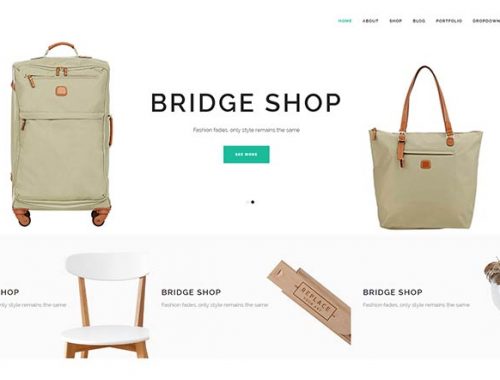 HOME ABOUT SHOP BLOG PORTFOLIO DROPDOWN
BRIDGE SHOP
Fashion fades, only style remains the same
SEE MORE
SHOP
only style remains the same
BRIDGE SHOP
Fashion fades, only style remains the same
REPLACE
BRIDGE SHOP
Fashion fades, only style remains the same